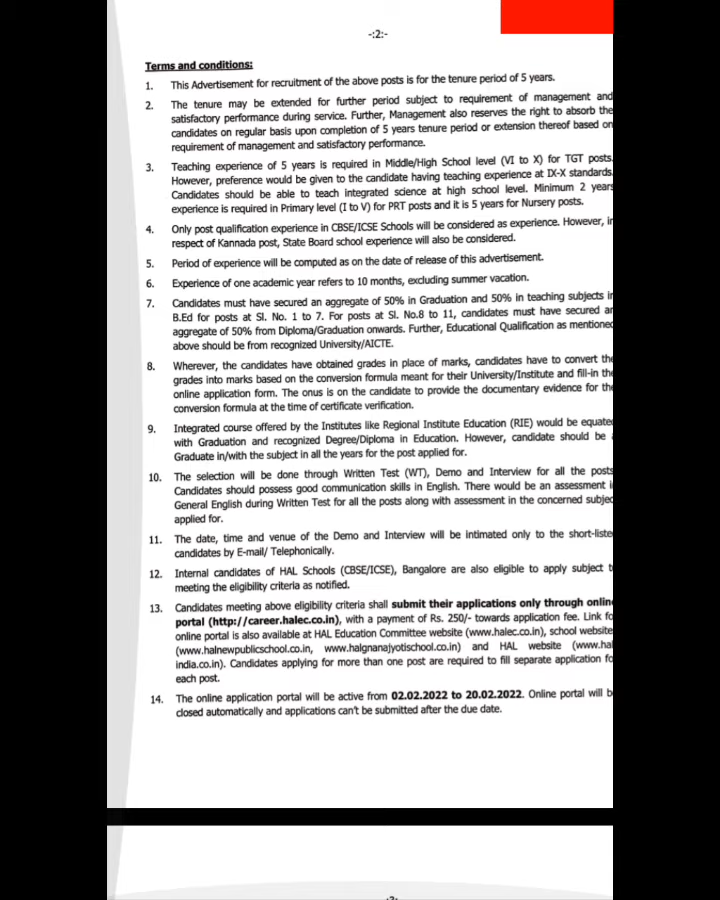 -:2:-
Terms and conditions:
1. This Advertisement for recruitment of the above posts is for the tenure period of 5 years.
2. The tenure may be extended for further period subject to requirement of management and
satisfactory performance during service. Further, Management also reserves the right to absorb the
candidates on regular basis upon completion of 5 years tenure period or extension thereof based on
requirement of management and satisfactory performance.
3. Teaching experience of 5 years is required in Middle/High School level (VI to X) for TGT posts.
However, preference would be given to the candidate having teaching experience at IX-X standards.
Candidates should be able to teach integrated science at high school level. Minimum 2 years
experience is required in Primary level (I to V) for PRT posts and it is 5 years for Nursery posts.
4. Only post qualification experience in CBSE/ICSE Schools will be considered as experience. However, in
respect of Kannada post, State Board school experience will also be considered.
5. Period of experience will be computed as on the date of release of this advertisement.
6. Experience of one academic year refers to 10 months, excluding summer vacation.
7. Candidates must have secured an aggregate of 50% in Graduation and 50% in teaching subjects in
B.Ed for posts at Sl. No. 1 to 7. For posts at Sl. No.8 to 11, candidates must have secured an
aggregate of 50% from Diploma/Graduation onwards. Further, Educational Qualification as mentioned
above should be from recognized University/AICTE.
8. Wherever, the candidates have obtained grades in place of marks, candidates have to convert the
grades into marks based on the conversion formula meant for their University/Institute and fill-in the
online application form. The onus is on the candidate to provide the documentary evidence for the
conversion formula at the time of certificate verification.
9. Integrated course offered by the Institutes like Regional Institute Education (RIE) would be equate
with Graduation and recognized Degree/Diploma in Education. However, candidate should be
Graduate in/with the subject in all the years for the post applied for.
10. The selection will be done through Written Test (WT), Demo and Interview for all the posts
Candidates should possess good communication skills in English. There would be an assessment i
General English during Written Test for all the posts along with assessment in the concerned subjec
applied for.
11. The date, time and venue of the Demo and Interview will be intimated only to the short-liste
candidates by E-mail/ Telephonically.
12. Internal candidates of HAL Schools (CBSE/ICSE), Bangalore are also eligible to apply subject t
meeting the eligibility criteria as notified.
13. Candidates meeting above eligibility criteria shall submit their applications only through onlin
portal (http://career.halec.co.in), with a payment of Rs. 250/- towards application fee. Link fo
online portal is also available at HAL Education Committee website (www.halec.co.in), school website
(www.halnewpublicschool.co.in, www.halgnanajyotischool.co.in) and HAL website (www.hal
india.co.in). Candidates applying for more than one post are required to fill separate application fo
each post.
14. The online application portal will be active from 02.02.2022 to 20.02.2022. Online portal will b
closed automatically and applications can't be submitted after the due date.